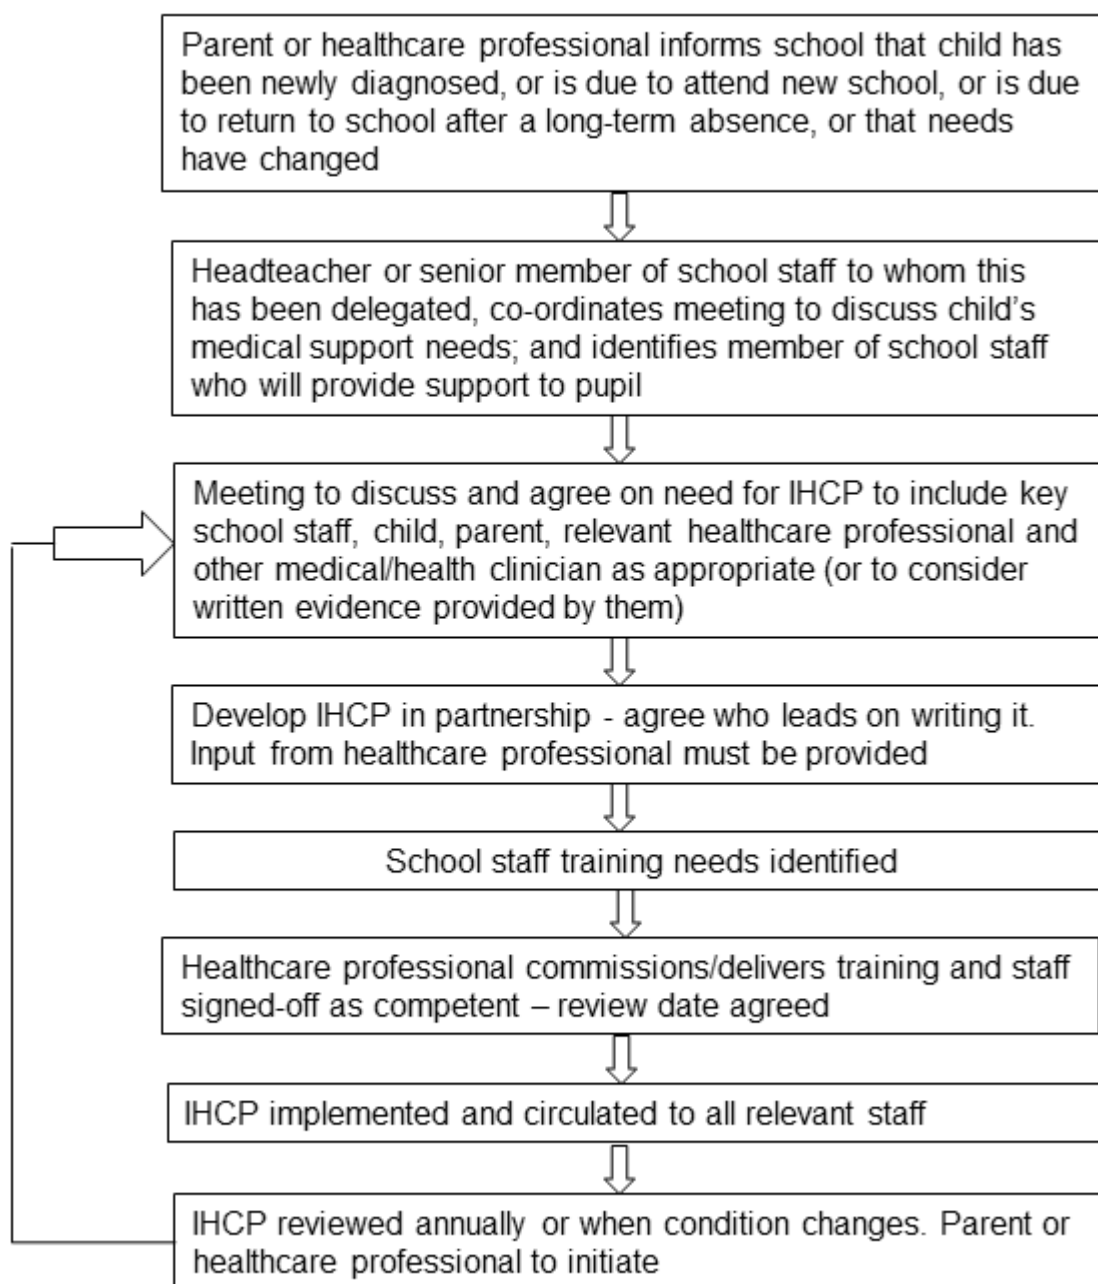 Parent or healthcare professional informs school that child has
been newly diagnosed, or is due to attend new school, or is due
to return to school after a long-term absence, or that needs
have changed
Headteacher or senior member of school staff to whom this
has been delegated, co-ordinates meeting to discuss child’s
medical support needs; and identifies member of school staff
who will provide support to pupil
Meeting to discuss and agree on need for IHCP to include key
school staff, child, parent, relevant healthcare professional and
other medical/health clinician as appropriate (or to consider
written evidence provided by them)
Develop IHCP in partnership - agree who leads on writing it.
Input from healthcare professional must be provided
School staff training needs identified
Healthcare professional commissions/delivers training and staff
signed-off as competent – review date agreed
IHCP implemented and circulated to all relevant staff
IHCP reviewed annually or when condition changes. Parent or
healthcare professional to initiate